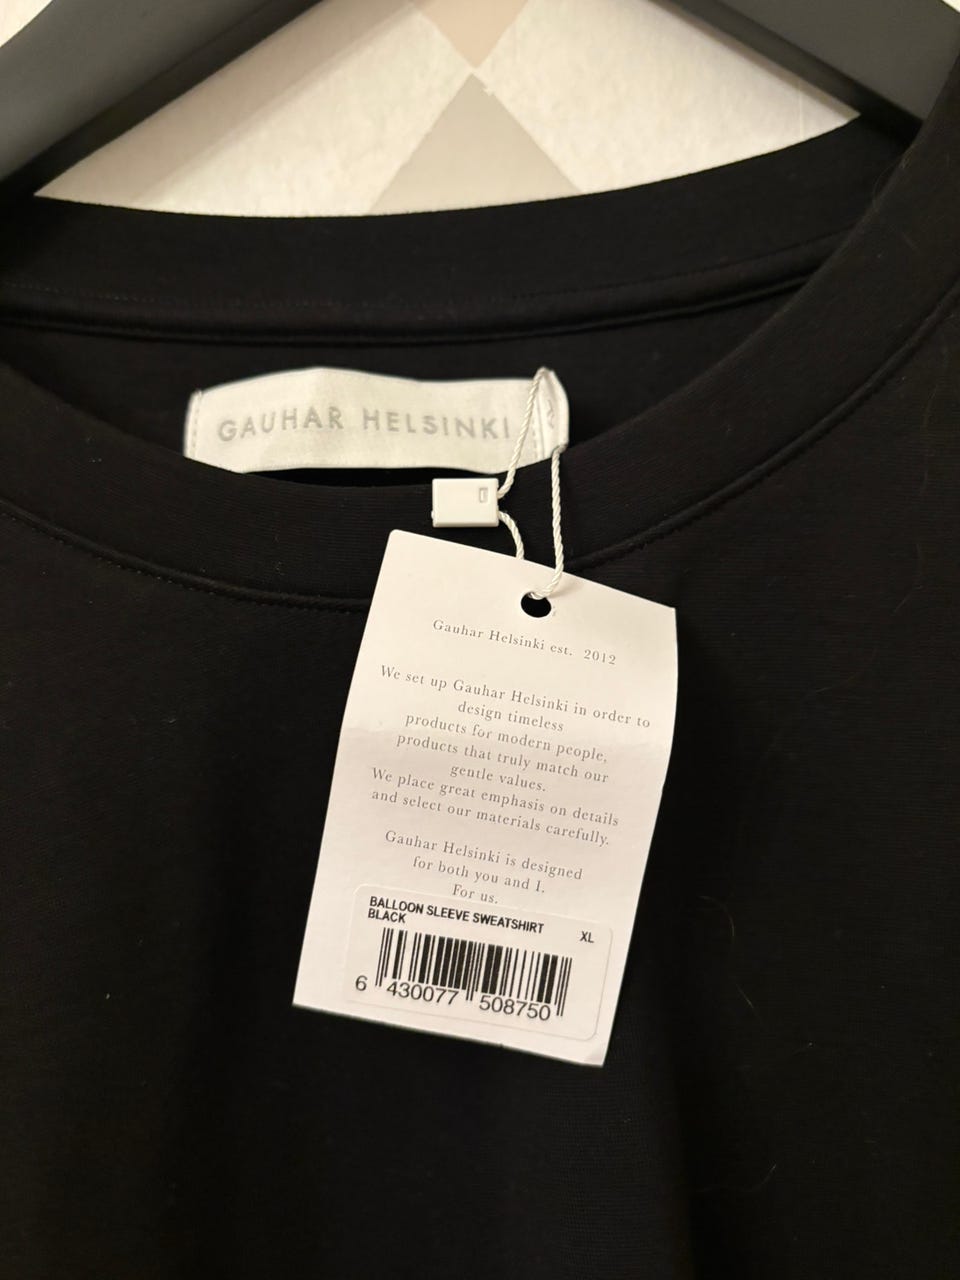 GAUHAR HELSINKI
Gauhar Helsinki est. 2012
We set up Gauhar Helsinki in order to
design timeless
products for modern people,
products that truly match our
gentle values.
We place great emphasis on details
and select our materials carefully.
Gauhar Helsinki is designed
for both you and I.
For us.
BALLOON SLEEVE SWEATSHIRT
BLACK XL
6 430077 508750